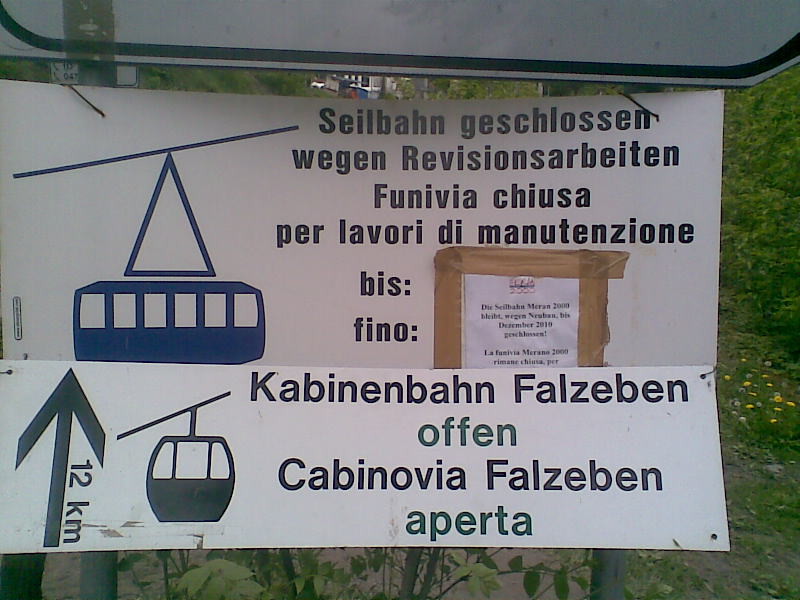 Seilbahn geschlossen
wegen Revisionsarbeiten
Funivia chiusa
per lavori di manutenzione
bis:
fino:
Die Seilbahn Meran 2000
bleibt, wegen Neubau, bis
Dezember 2010
geschlossen!
La funivia Merano 2000
rimane chiusa, per
Kabinenbahn Falzeben
offen
Cabinovia Falzeben
aperta
12 km